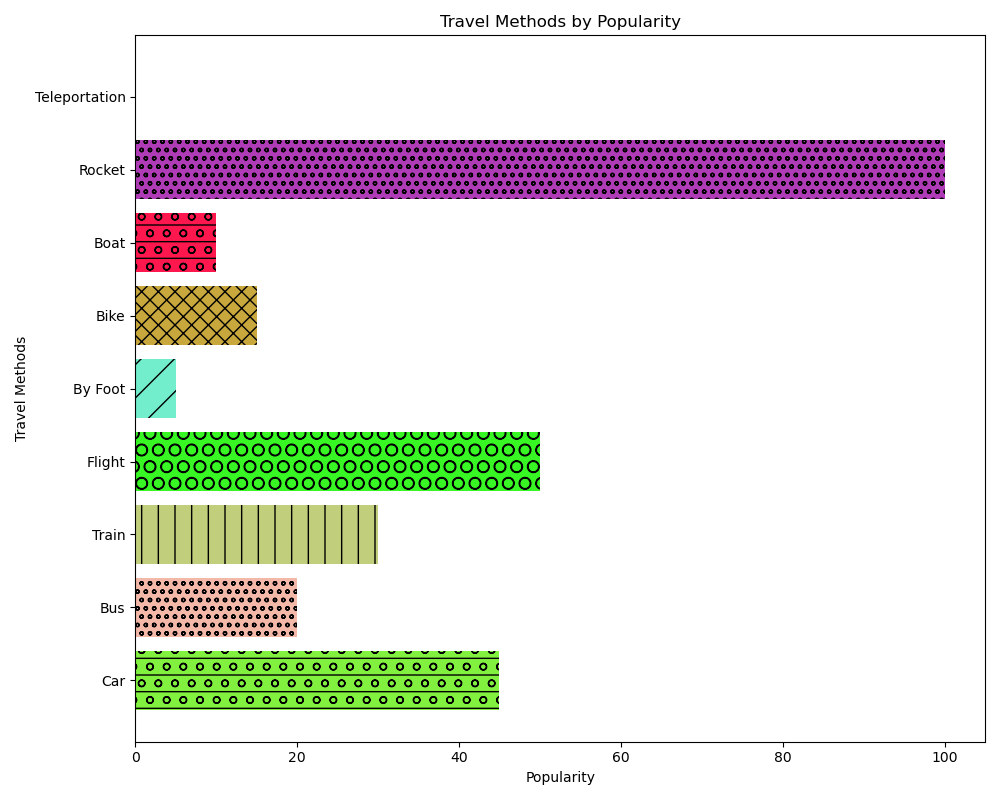 Travel Methods by Popularity
Teleportation
Rocket
Boat
Bike
By Foot
Flight
Train
Bus
Car
Travel Methods
0 20 40 60 80 100
Popularity